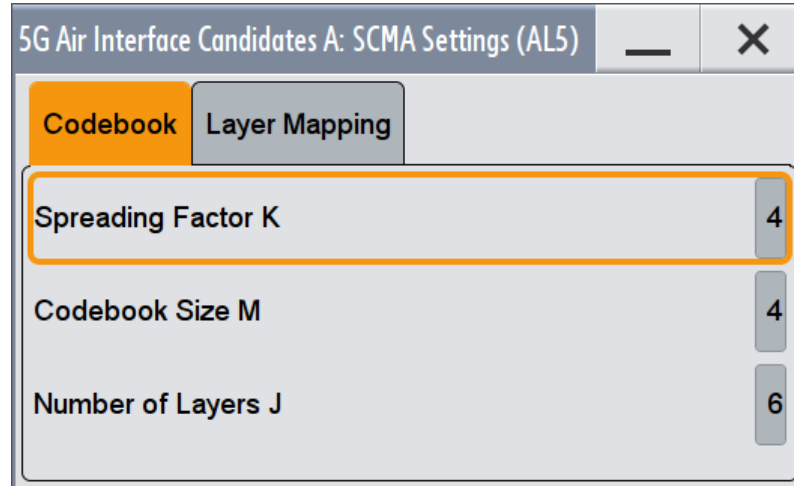 5G Air Interface Candidates A: SCMA Settings (AL5)
Codebook Layer Mapping
Spreading Factor K 4
Codebook Size M 4
Number of Layers J 6